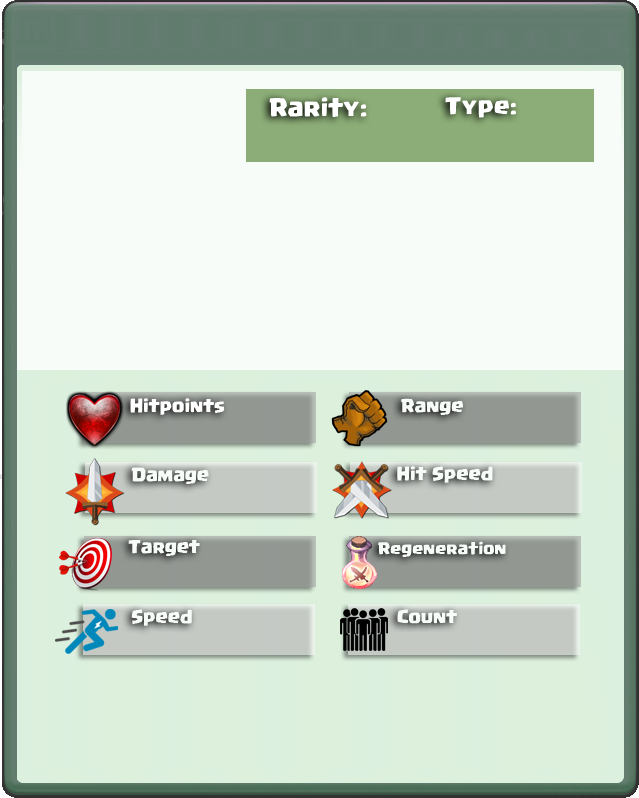 Rarity: Type:
Hitpoints Range
Damage Hit Speed
Target Regeneration
Speed Count